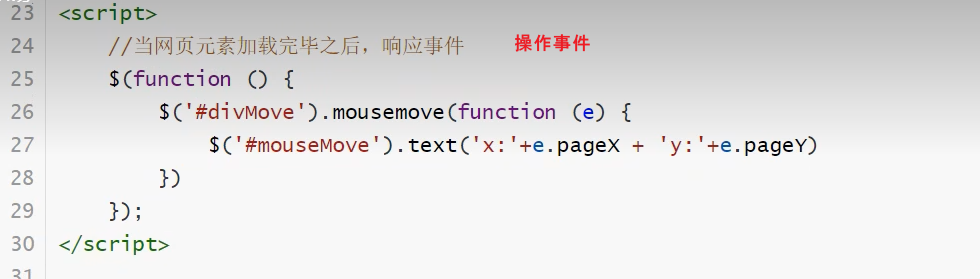 23 <script>
24 //当网页元素加载完毕之后，响应事件 操作事件
25 $(function () {
26 $('#divMove').mousemove(function (e) {
27 $('#mouseMove').text('x:'+e.pageX + 'y:'+e.pageY)
28 })
29 });
30 </script>
31